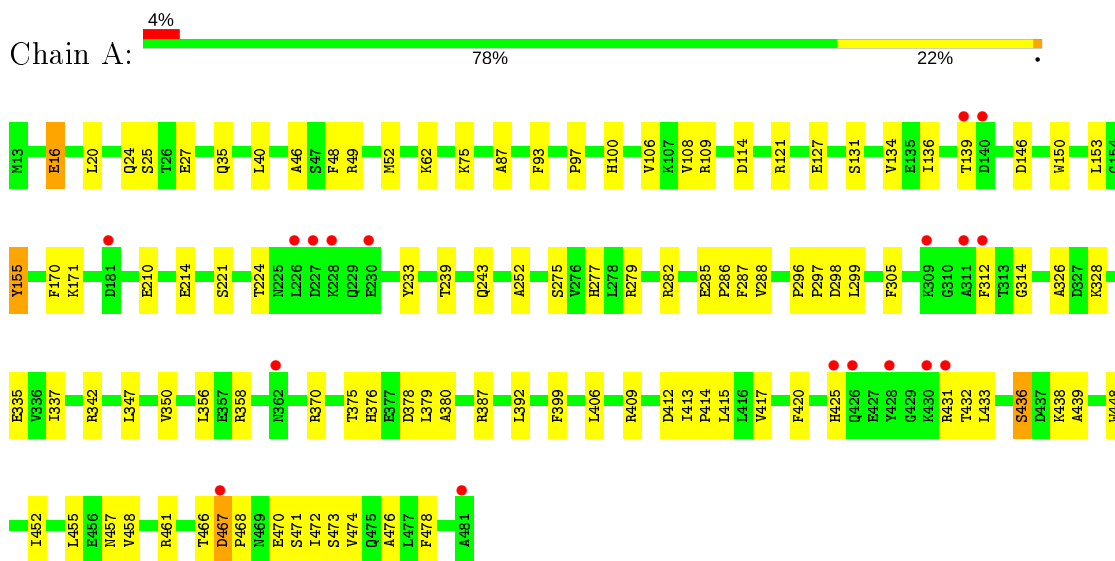 4%
Chain A:
78% 22% •
M13 E16 L20 Q24 S25 T26 E27 Q35 L40 A46 S47 F48 R49 M52 K62 K75 A87 F93 P97 H100 V106 K107 V108 R109 D114 R121 E127 S131 V134 E135 I136 T139 D140 D146 W150 L153 G154
Y155 F170 K171 D181 E210 E214 S221 T224 N225 L226 D227 K228 Q229 E230 Y233 T239 Q243 A252 S275 V276 H277 L278 R279 R282 E285 P286 F287 V288 P296 P297 D298 L299 F305 K309 G310 A311 F312 T313 G314 A326 D327 K328
E335 V336 I337 R342 L347 V350 L356 E357 R358 N362 R370 T375 H376 E377 D378 L379 A380 R387 L392 F399 L406 R409 D412 I413 P414 L415 L416 V417 F420 H425 Q426 E427 Y428 G429 K430 R431 T432 L433 S436 D437 K438 A439 W448
I452 L455 E456 N457 V458 R461 T466 D467 P468 N469 E470 S471 I472 S473 V474 Q475 A476 L477 F478 A481